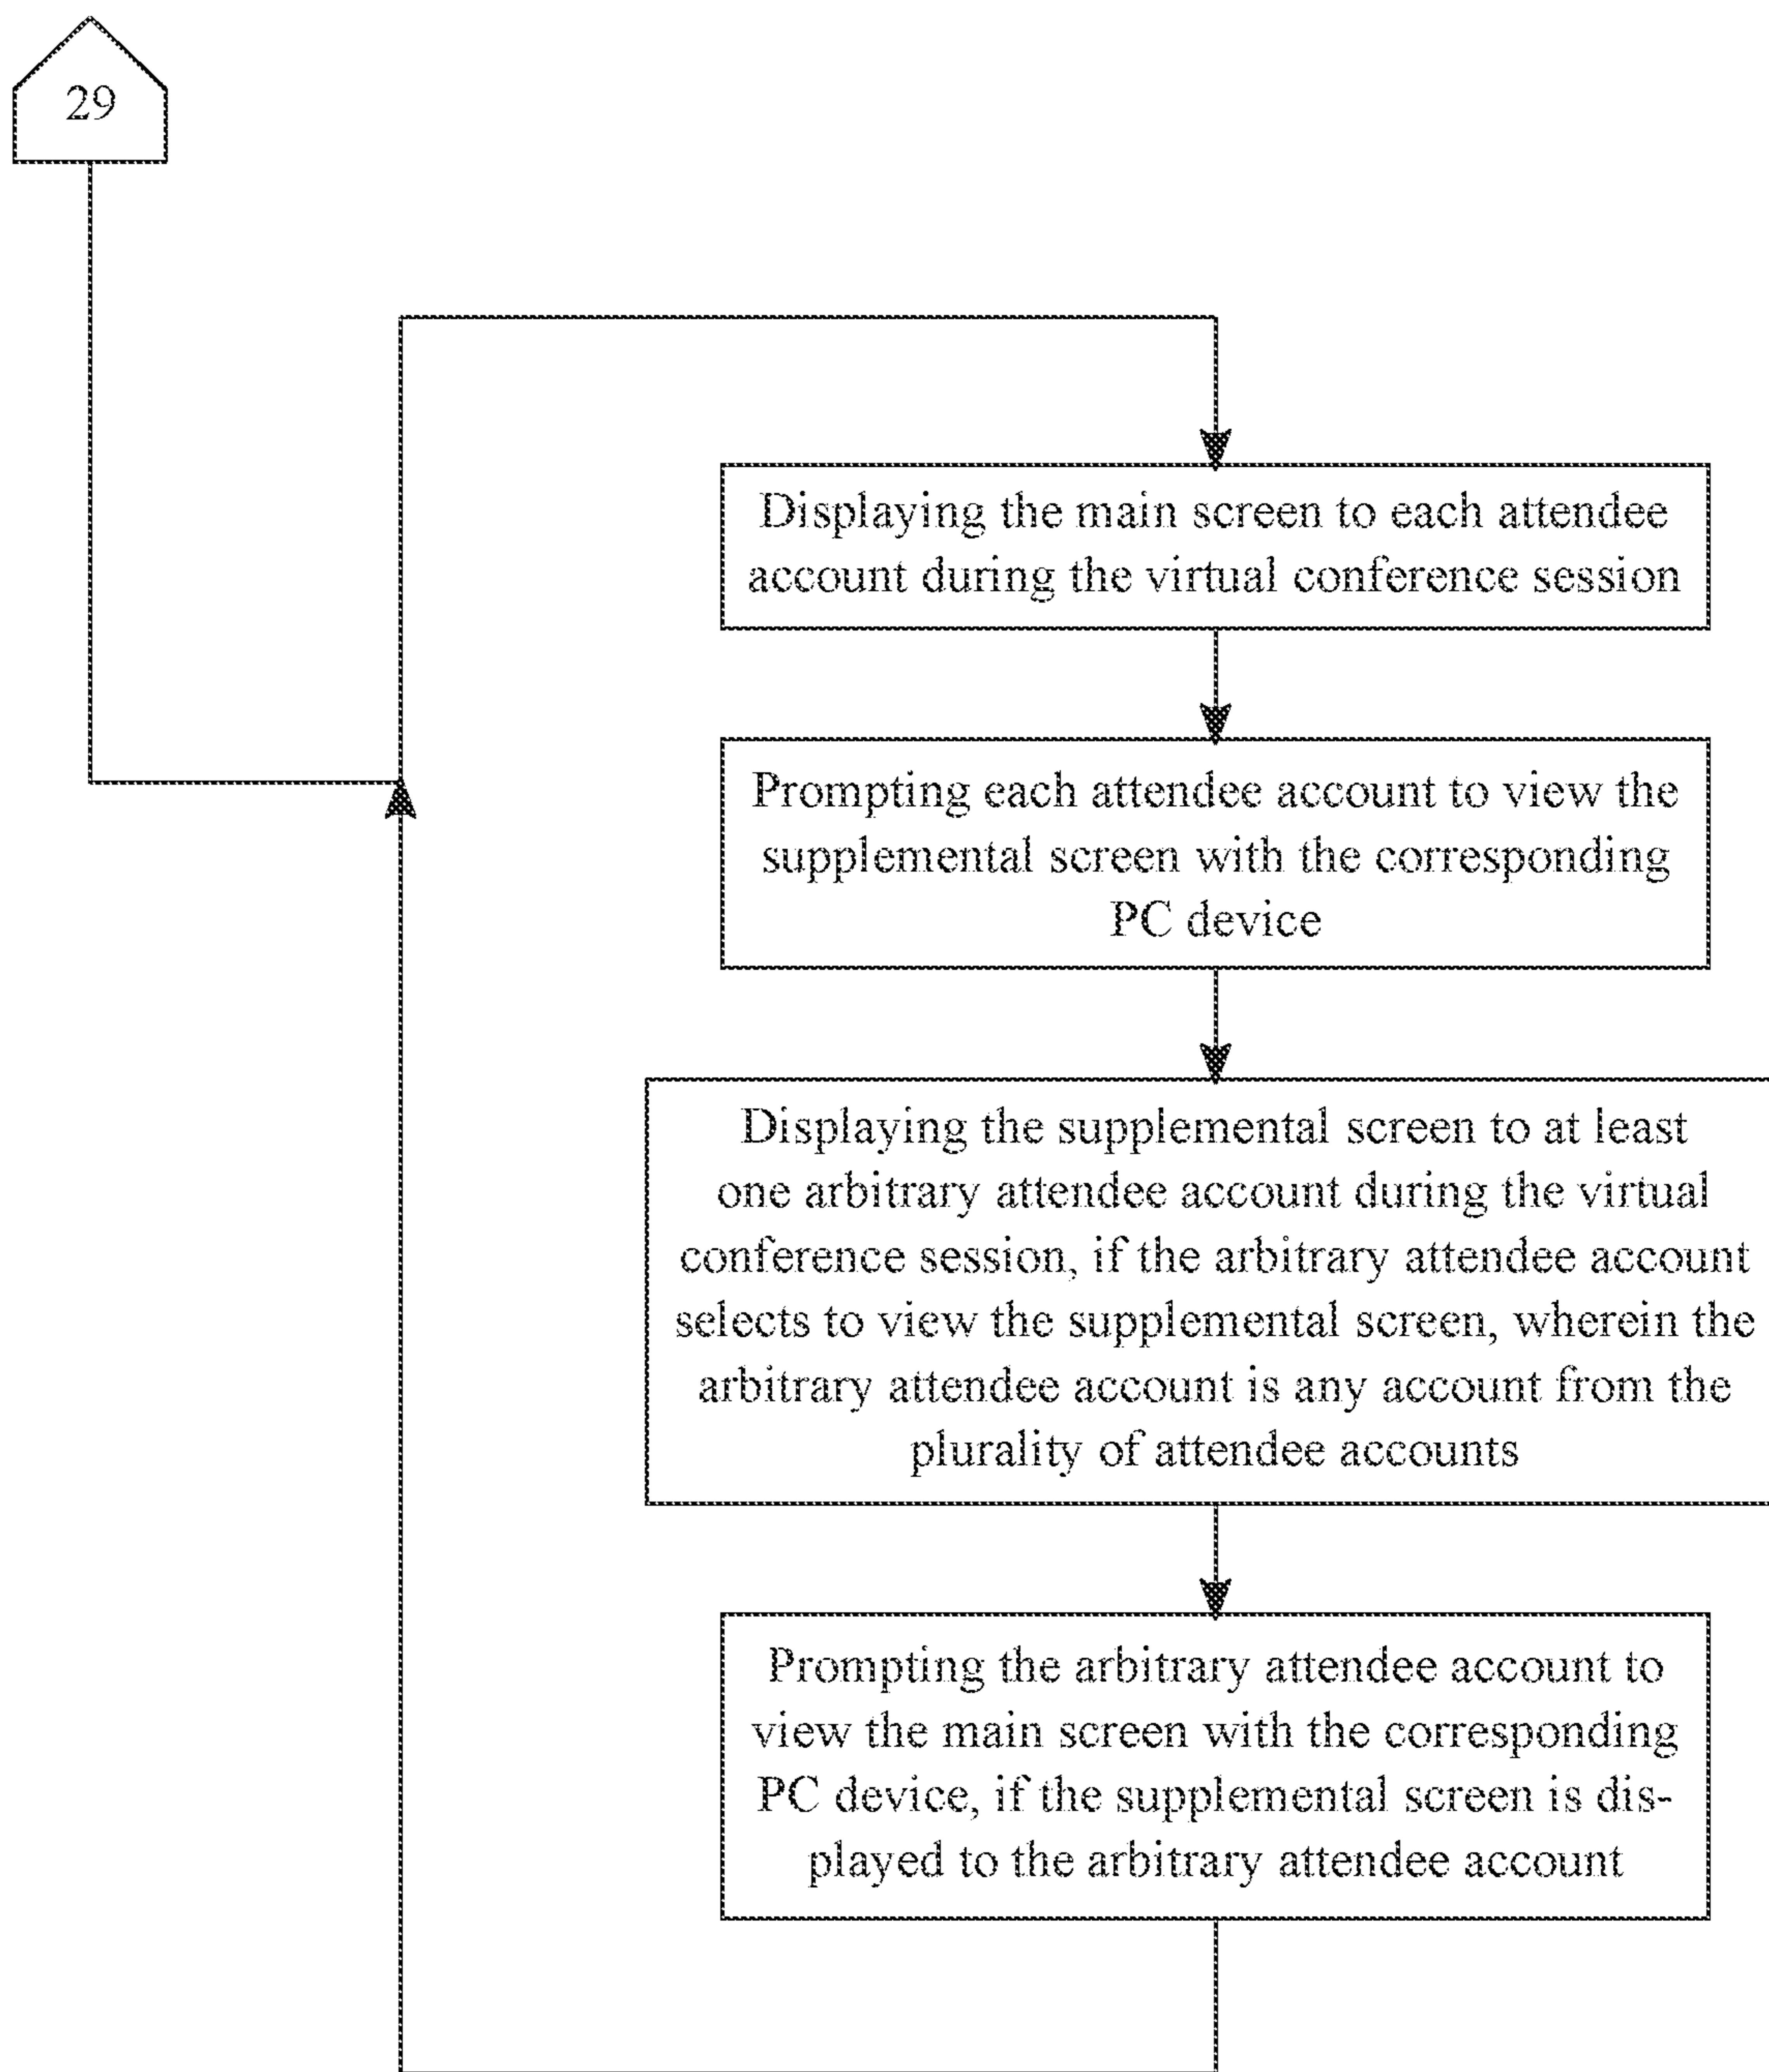 29
Displaying the main screen to each attendee
account during the virtual conference session
Prompting each attendee account to view the
supplemental screen with the corresponding
PC device
Displaying the supplemental screen to at least
one arbitrary attendee account during the virtual
conference session, if the arbitrary attendee account
selects to view the supplemental screen, wherein the
arbitrary attendee account is any account from the
plurality of attendee accounts
Prompting the arbitrary attendee account to
view the main screen with the corresponding
PC device, if the supplemental screen is dis-
played to the arbitrary attendee account